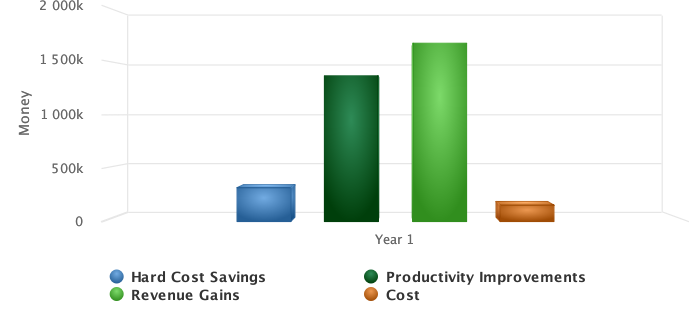 2 000k
1 500k
1 000k
500k
0
Money
Year 1
Hard Cost Savings
Productivity Improvements
Revenue Gains
Cost